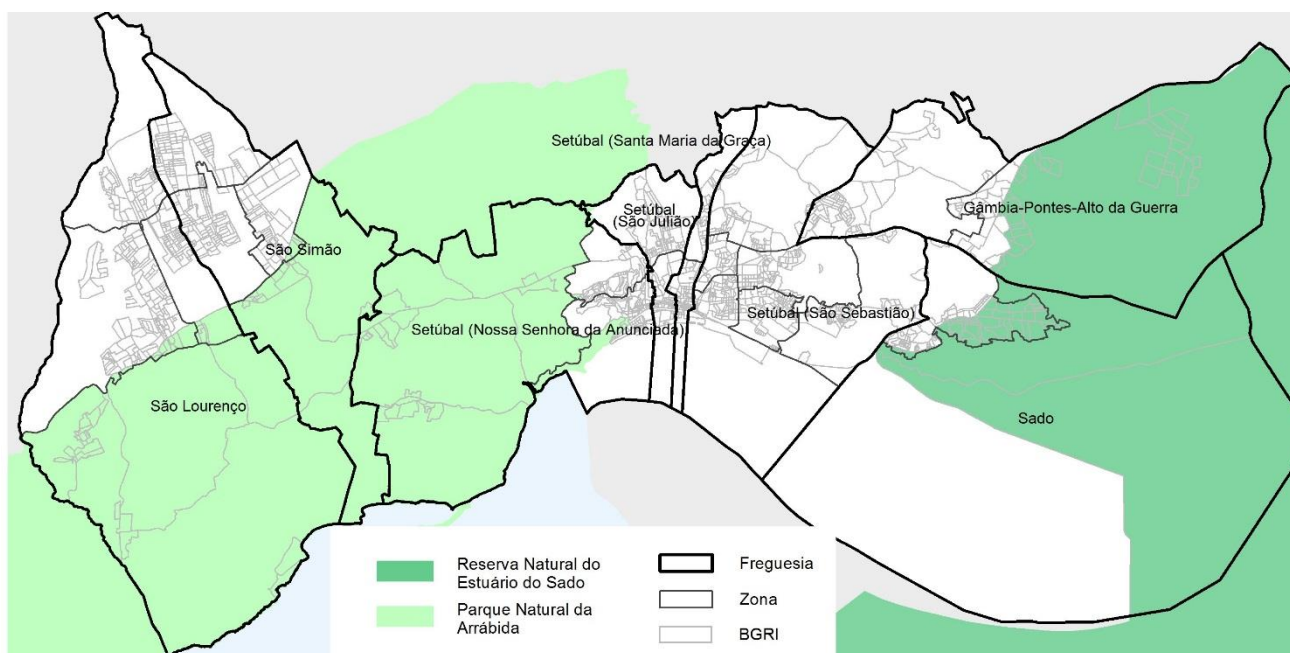 Setúbal (Santa Maria da Graça)
Setúbal
(São Julião)
Gâmbia-Pontes-Alto da Guerra
São Simão
Setúbal (Nossa Senhora da Anunciada)
Setúbal (São Sebastião)
São Lourenço
Sado
Reserva Natural do
Estuário do Sado
Parque Natural da
Arrábida
Freguesia
Zona
BGRI